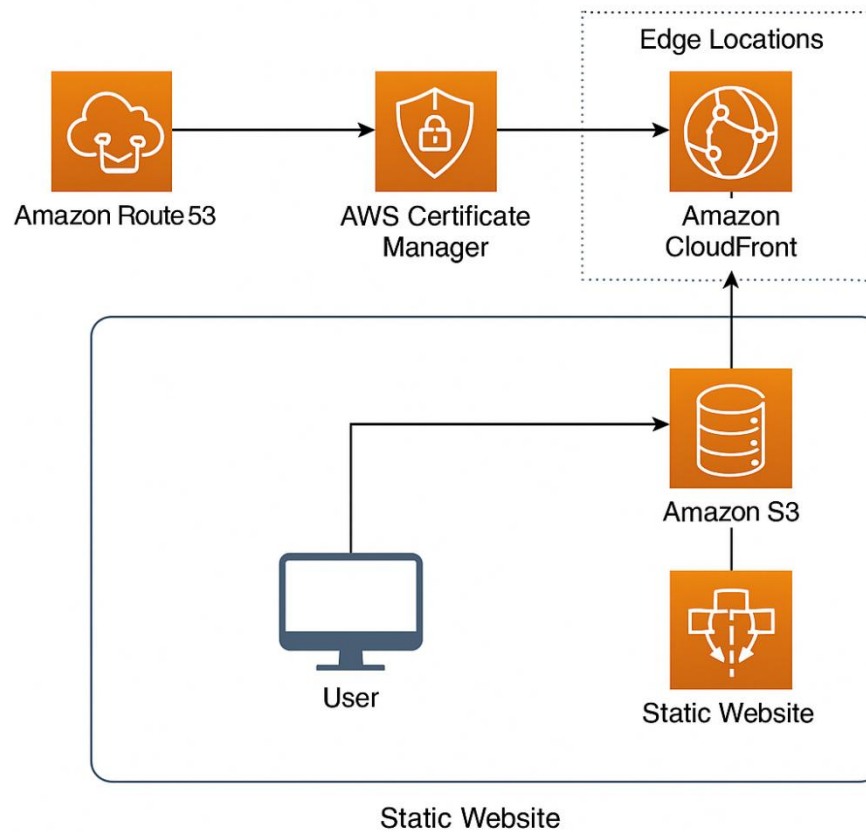 Edge Locations
Amazon Route 53
AWS Certificate
Manager
Amazon
CloudFront
Amazon S3
User
Static Website
Static Website